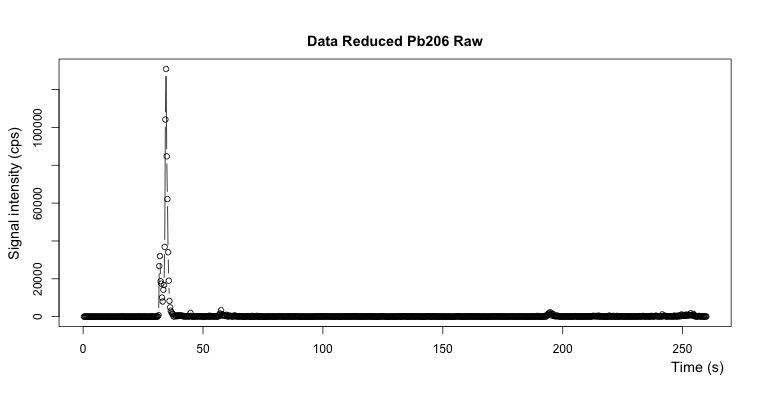 Data Reduced Pb206 Raw
Signal intensity (cps)
100000
60000
20000
0
0 50 100 150 200 250
Time (s)